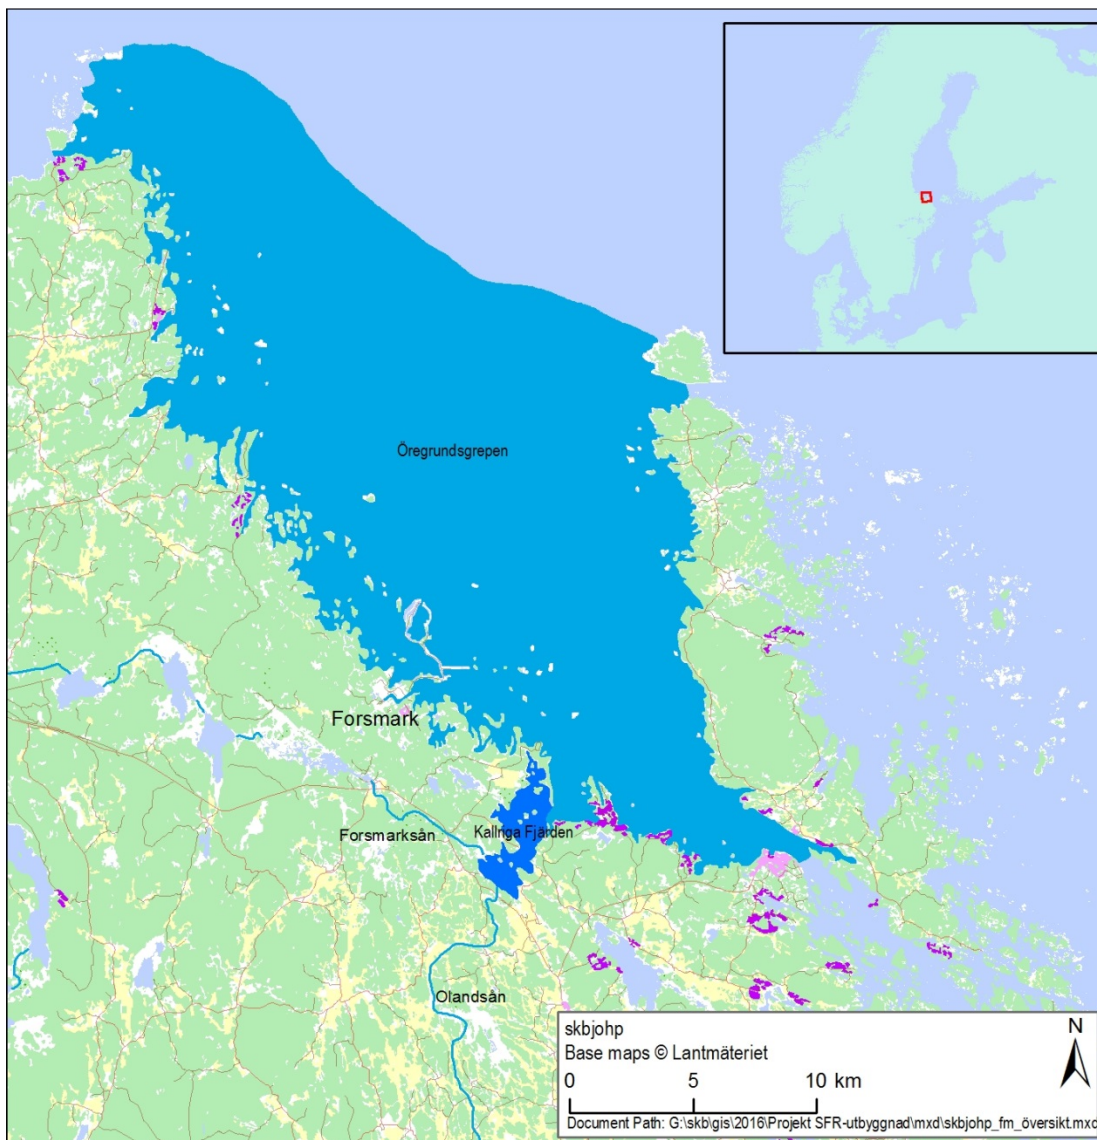 Öregrundsgrepen
Forsmark
Forsmarksån
Kallriga Fjärden
Olandsån
skbjohp
Base maps © Lantmäteriet
N
0 5 10 km
Document Path: G:\skb\gis\2016\Projekt SFR-utbyggnad\mxd\skbjohp_fm_översikt.mxd